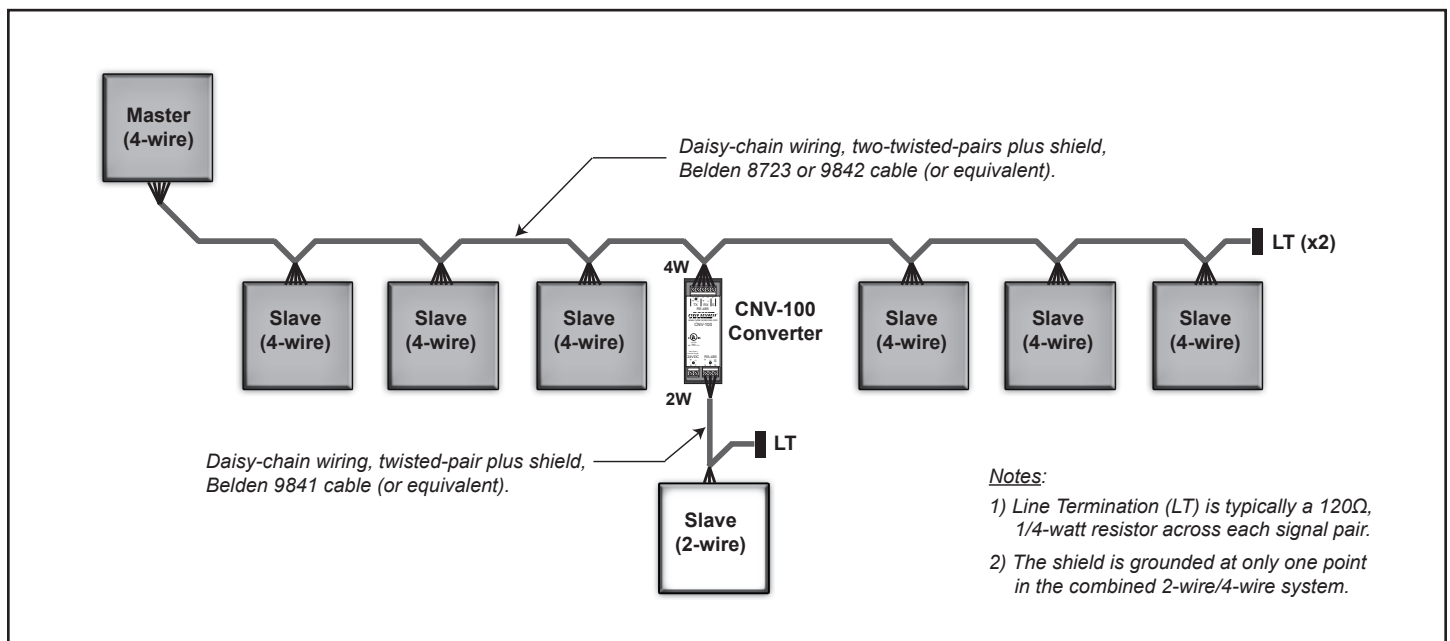 Master
(4-wire)
Daisy-chain wiring, two-twisted-pairs plus shield,
Belden 8723 or 9842 cable (or equivalent).
LT (x2)
4W
Slave
(4-wire)
Slave
(4-wire)
Slave
(4-wire)
CNV-100
CNV-100
Converter
Slave
(4-wire)
Slave
(4-wire)
Slave
(4-wire)
2W
LT
Daisy-chain wiring, twisted-pair plus shield,
Belden 9841 cable (or equivalent).
Slave
(2-wire)
Notes:
1) Line Termination (LT) is typically a 120Ω,
1/4-watt resistor across each signal pair.
2) The shield is grounded at only one point
in the combined 2-wire/4-wire system.